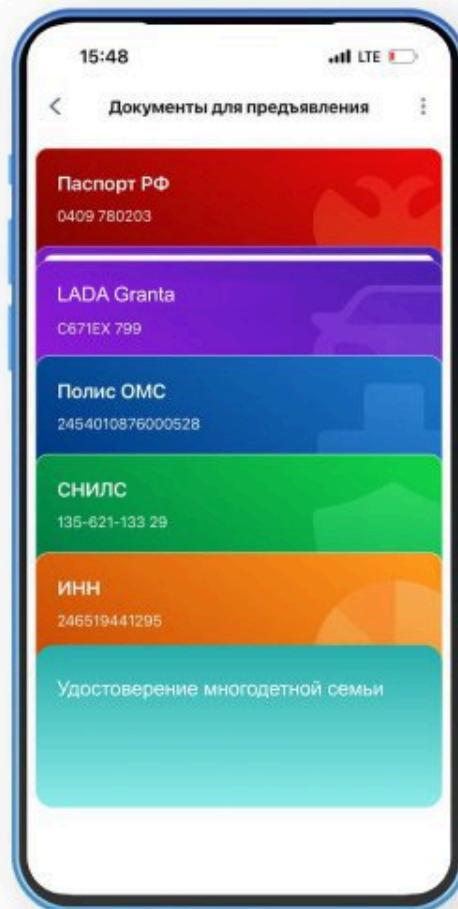 15:48
LTE
Документы для предъявления
Паспорт РФ
0409 780203
LADA Granta
C671EX 799
Полис ОМС
2454010876000528
СНИЛС
135-621-133 29
ИНН
246519441295
Удостоверение многодетной семьи